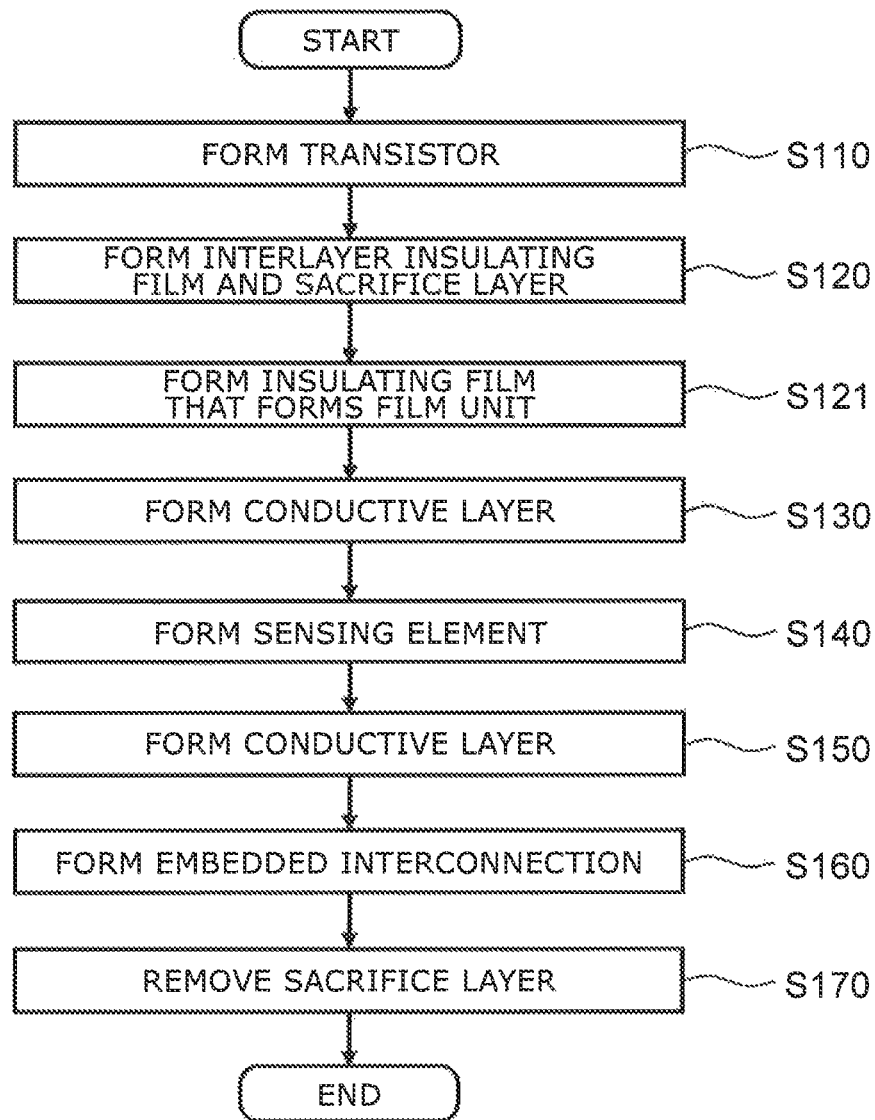 START
FORM TRANSISTOR
S110
FORM INTERLAYER INSULATING
FILM AND SACRIFICE LAYER
S120
FORM INSULATING FILM
THAT FORMS FILM UNIT
S121
FORM CONDUCTIVE LAYER
S130
FORM SENSING ELEMENT
S140
FORM CONDUCTIVE LAYER
S150
FORM EMBEDDED INTERCONNECTION
S160
REMOVE SACRIFICE LAYER
S170
END